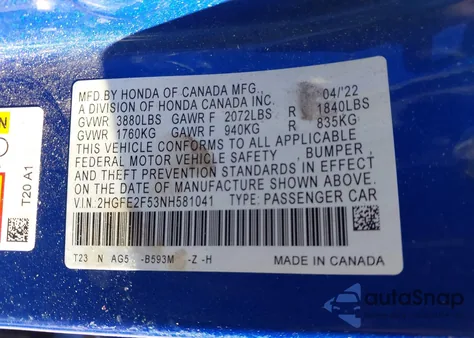 MFD.BY HONDA OF CANADA MFG., 04/'22
A DIVISION OF HONDA CANADA INC.
GVWR 3880LBS GAWR F 2072LBS R 1840LBS
GVWR 1760KG GAWR F 940KG R 835KG
THIS VEHICLE CONFORMS TO ALL APPLICABLE
FEDERAL MOTOR VEHICLE SAFETY , BUMPER ,
AND THEFT PREVENTION STANDARDS IN EFFECT
ON THE DATE OF MANUFACTURE SHOWN ABOVE.
V.I.N:2HGFE2F53NH581041 TYPE: PASSENGER CAR
T23 N AG5 -B593M -Z -H MADE IN CANADA
T20 A1
autoSnap